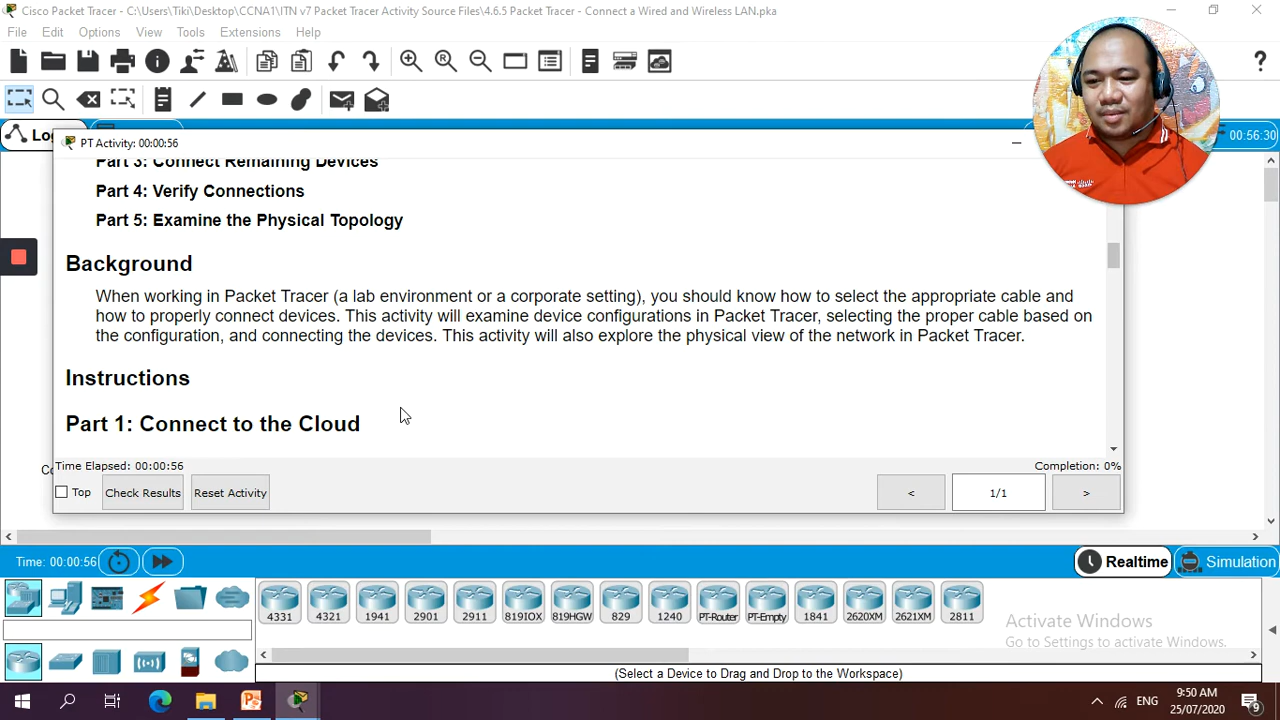 Cisco Packet Tracer - C:\Users\Tiki\Desktop\CCNA1\ITN v7 Packet Tracer Activity Source Files\4.6.5 Packet Tracer - Connect a Wired and Wireless LAN.pka
File Edit Options View Tools Extensions Help
?
PT Activity: 00:00:56
00:56:30
Part 3: Connect Remaining Devices
Part 4: Verify Connections
Part 5: Examine the Physical Topology
Background
When working in Packet Tracer (a lab environment or a corporate setting), you should know how to select the appropriate cable and
how to properly connect devices. This activity will examine device configurations in Packet Tracer, selecting the proper cable based on
the configuration, and connecting the devices. This activity will also explore the physical view of the network in Packet Tracer.
Instructions
Part 1: Connect to the Cloud
Time Elapsed: 00:00:56
Completion: 0%
Top
Check Results
Reset Activity
<
1/1
>
Time: 00:00:56
Realtime
Simulation
4331 4321 1941 2901 2911 819IOX 819HGW 829 1240 PT-Router PT-Empty 1841 2620XM 2621XM 2811
Activate Windows
Go to Settings to activate Windows.
(Select a Device to Drag and Drop to the Workspace)
ENG
9:50 AM
25/07/2020
9